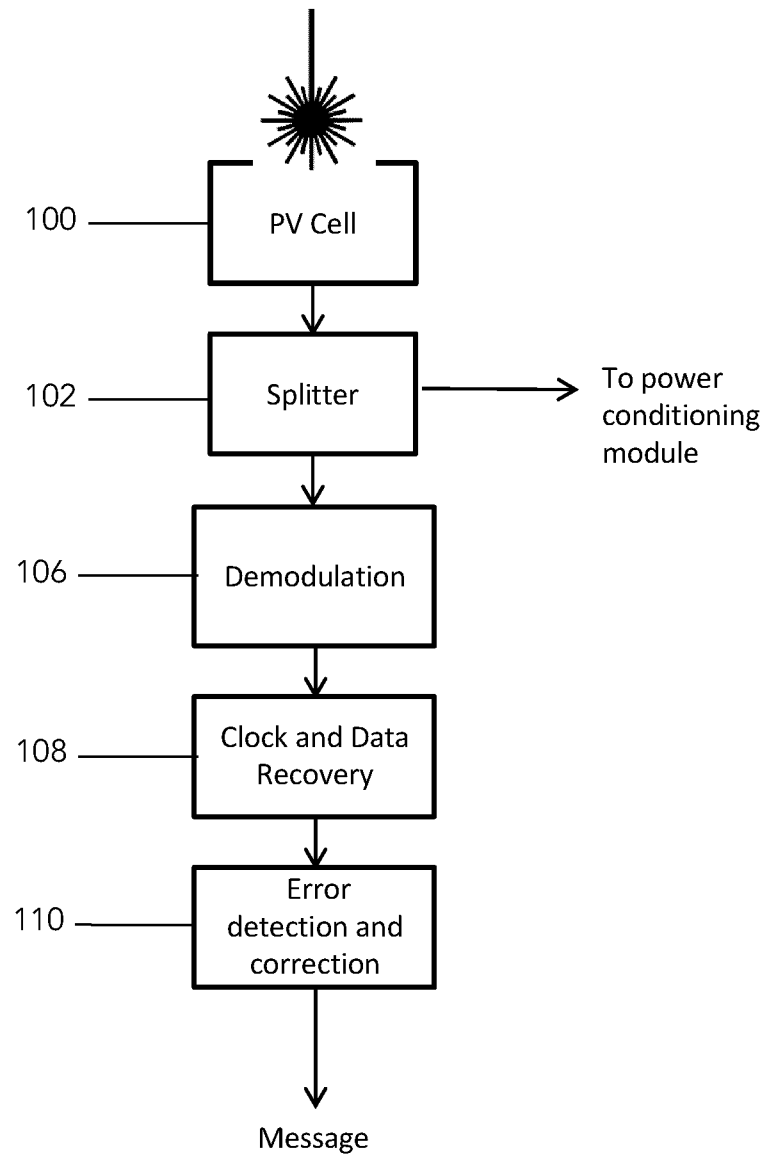 100
PV Cell
102
Splitter
To power
conditioning
module
106
Demodulation
108
Clock and Data
Recovery
110
Error
detection and
correction
Message